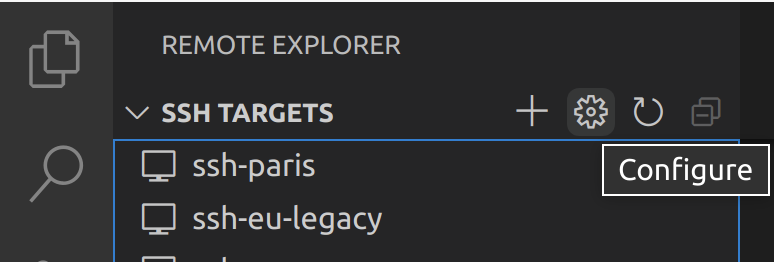 REMOTE EXPLORER
SSH TARGETS
Configure
ssh-paris
ssh-eu-legacy